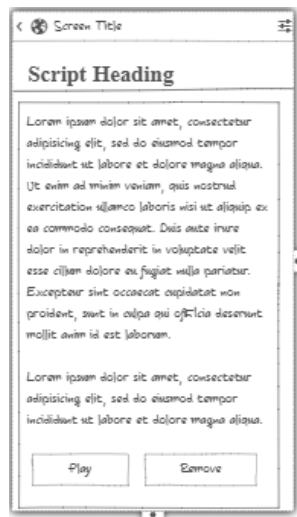 Screen Title
Script Heading
Lorem ipsum dolor sit amet, consectetur
adipisicing elit, sed do eiusmod tempor
incididunt ut labore et dolore magna aliqua.
Ut enim ad minim veniam, quis nostrud
exercitation ullamco laboris nisi ut aliquip ex
ea commodo consequat. Duis aute irure
dolor in reprehenderit in voluptate velit
esse cillum dolore eu fugiat nulla pariatur.
Excepteur sint occaecat cupidatat non
proident, sunt in culpa qui officia deserunt
mollit anim id est laborum.
Lorem ipsum dolor sit amet, consectetur
adipisicing elit, sed do eiusmod tempor
incididunt ut labore et dolore magna aliqua.
Play
Remove